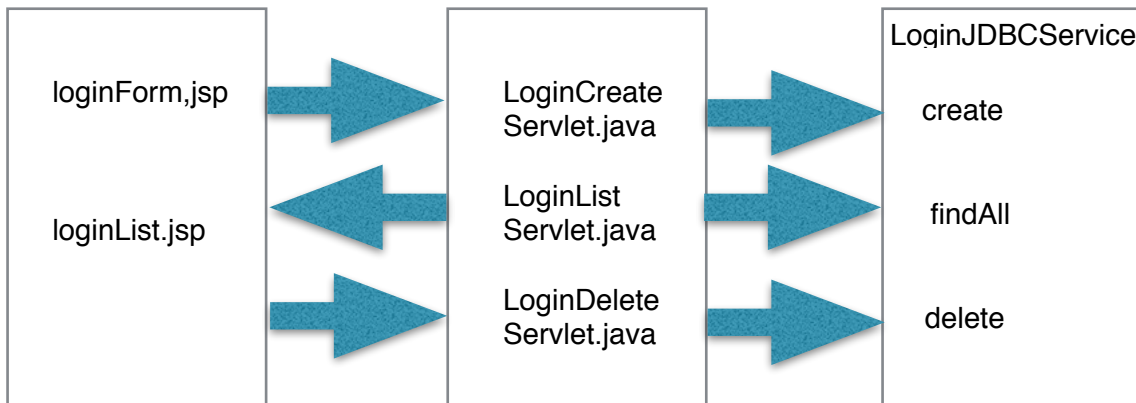 loginForm,jsp
loginList.jsp
LoginCreate
Servlet.java
LoginList
Servlet.java
LoginDelete
Servlet.java
LoginJDBCService
create
findAll
delete